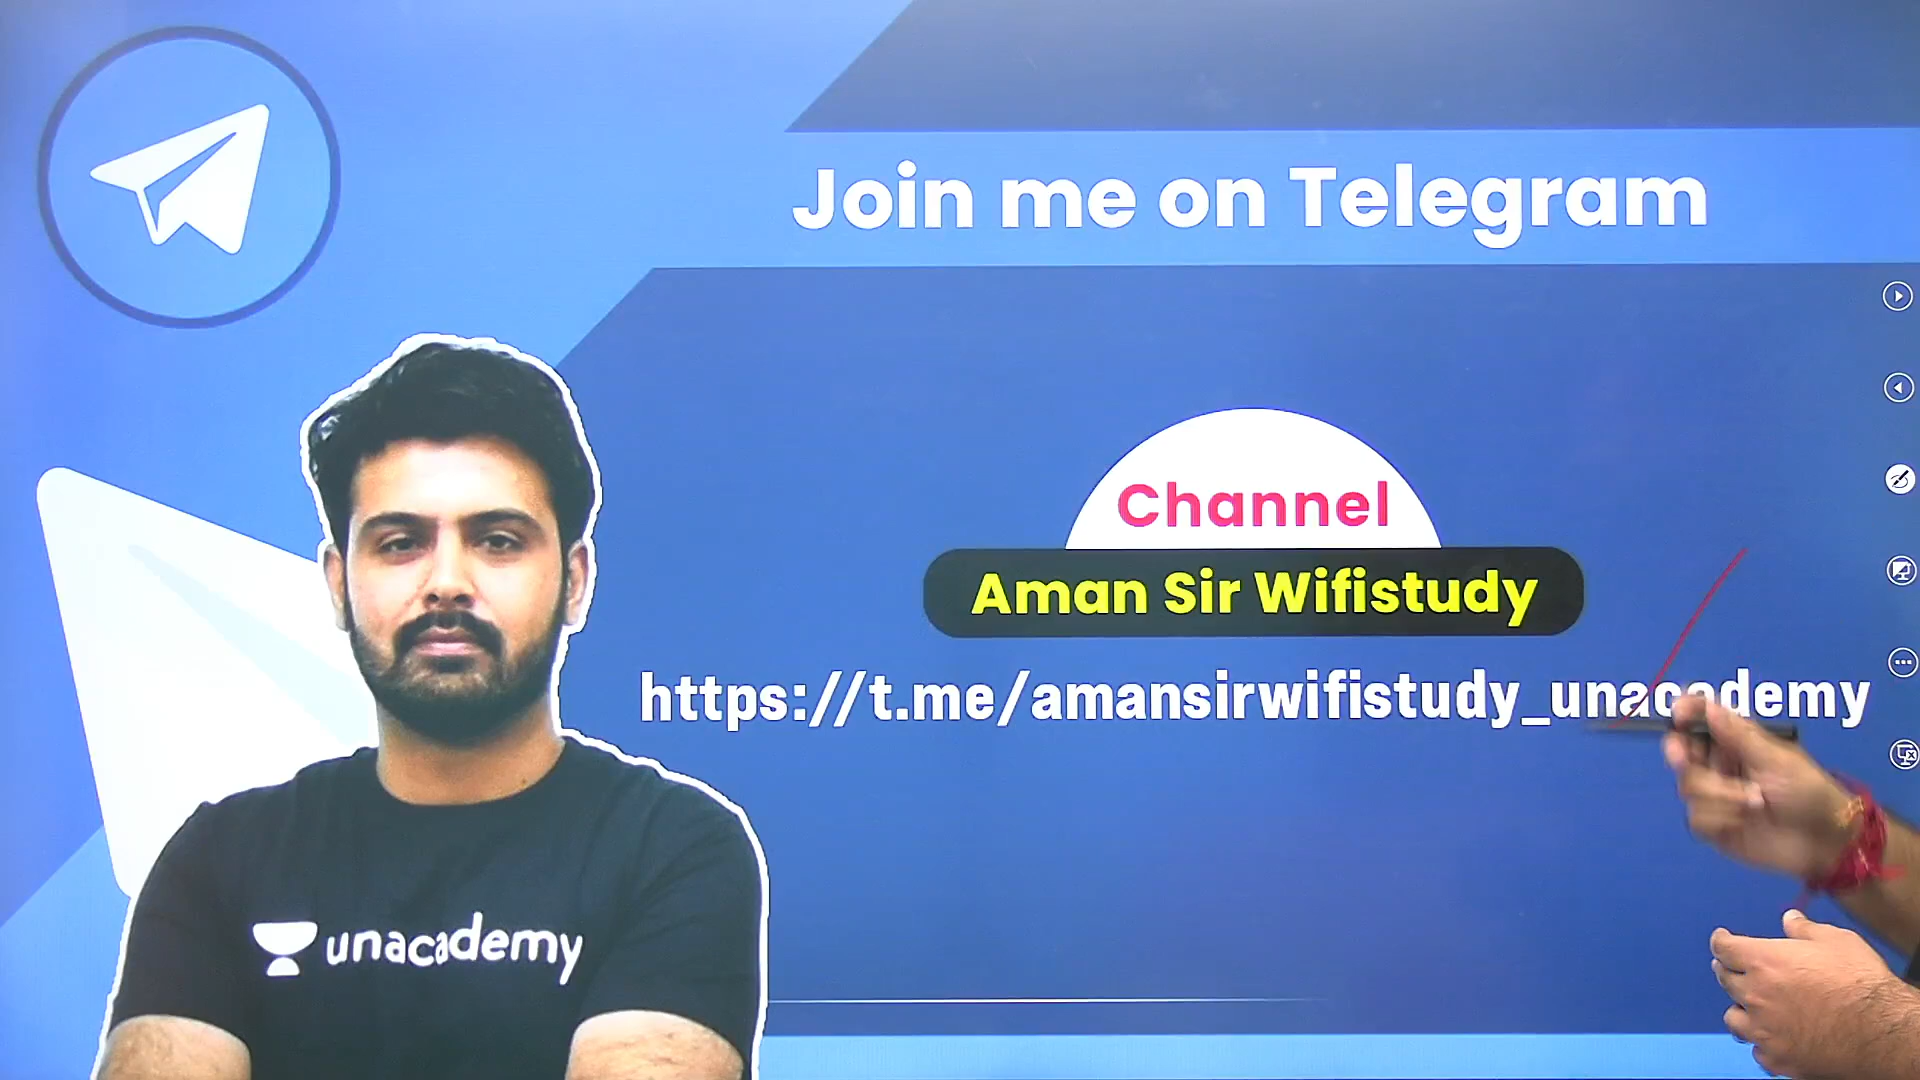 Join me on Telegram
Channel
Aman Sir Wifistudy
https://t.me/amansirwifistudy_unacademy
unacademy